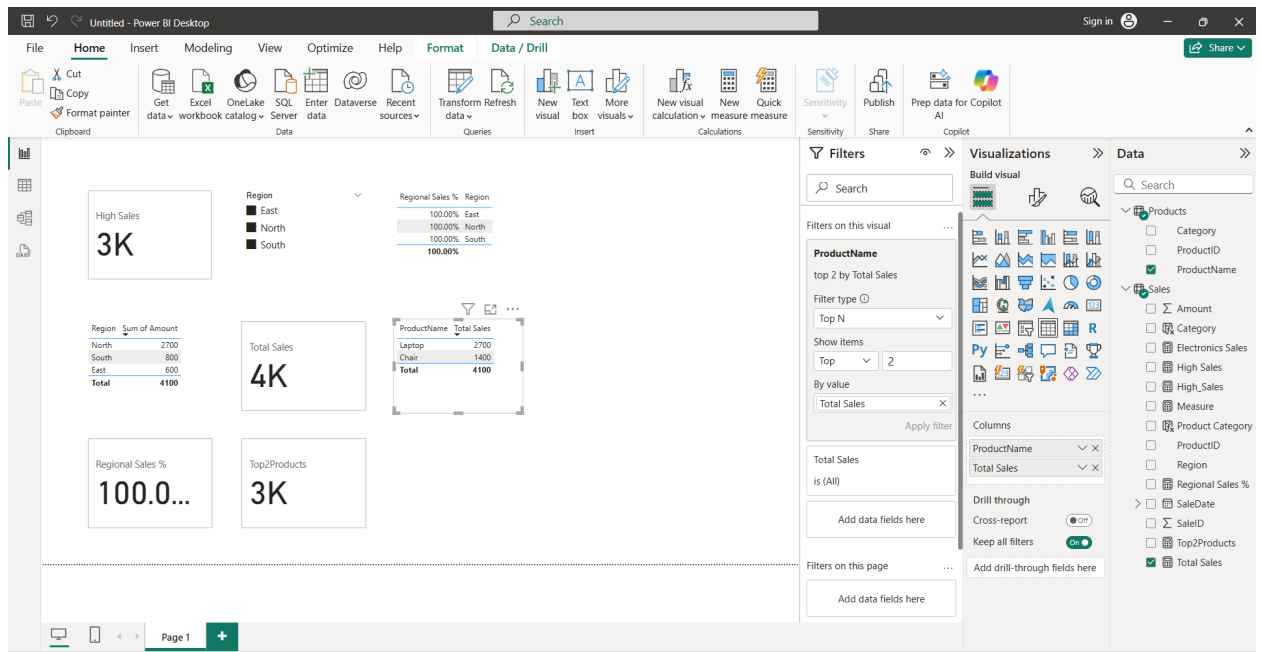 Untitled - Power BI Desktop
Search
Sign in
File Home Insert Modeling View Optimize Help Format Data / Drill
Share
Paste
Cut
Copy
Format painter
Clipboard
Get data
Excel workbook
OneLake catalog
SQL Server
Enter data
Dataverse
Recent sources
Data
Transform data
Refresh
Queries
New visual
Text box
More visuals
Insert
New visual calculation
New measure
Quick measure
Calculations
Sensitivity
Sensitivity
Publish
Share
Prep data for AI
Copilot
Copilot
High Sales
3K
Region
East
North
South
Regional Sales % Region
100.00% East
100.00% North
100.00% South
100.00%
Region Sum of Amount
North 2700
South 800
East 600
Total 4100
Total Sales
4K
ProductName Total Sales
Laptop 2700
Chair 1400
Total 4100
Regional Sales %
100.0...
Top2Products
3K
Page 1
+
Filters
Search
Filters on this visual ...
ProductName
top 2 by Total Sales
Filter type
Top N
Show items
Top 2
By value
Total Sales
Apply filter
Total Sales
is (All)
Add data fields here
Filters on this page ...
Add data fields here
Visualizations
Build visual
123
R
Py
...
Columns
ProductName
Total Sales
Drill through
Cross-report Off
Keep all filters On
Add drill-through fields here
Data
Search
Products
Category
ProductID
ProductName
Sales
Amount
Category
Electronics Sales
High Sales
High_Sales
Measure
Product Category
ProductID
Region
Regional Sales %
SaleDate
SaleID
Top2Products
Total Sales